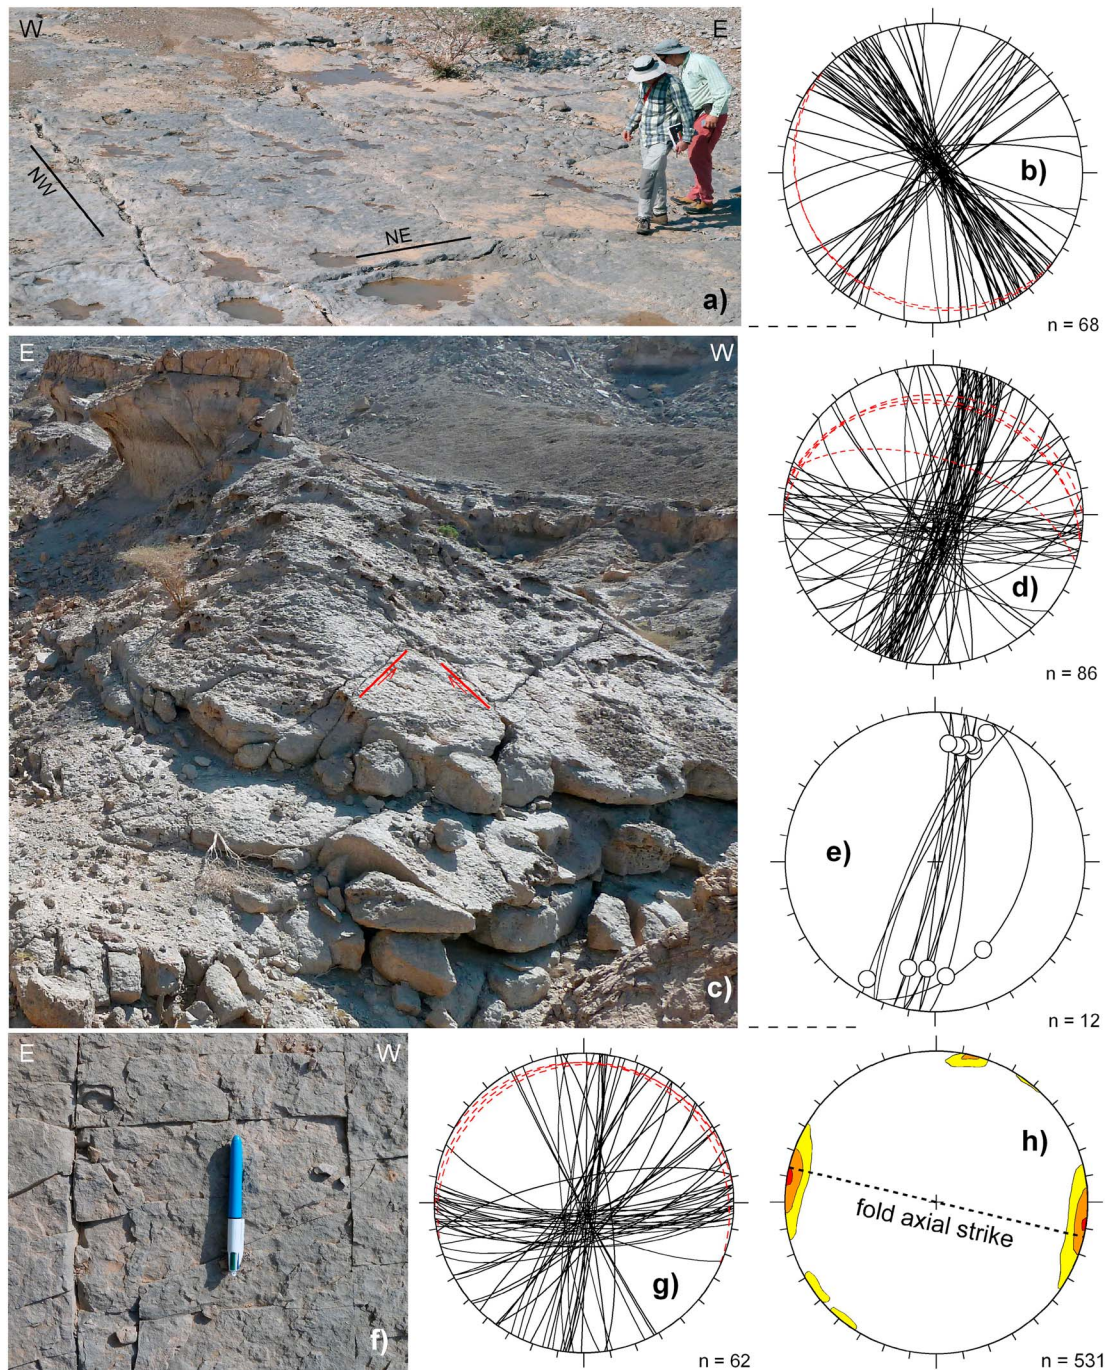 W
E
NW
NE
a)
b)
n = 68
E
W
c)
d)
n = 86
e)
n = 12
E
W
f)
g)
n = 62
h)
fold axial strike
n = 531